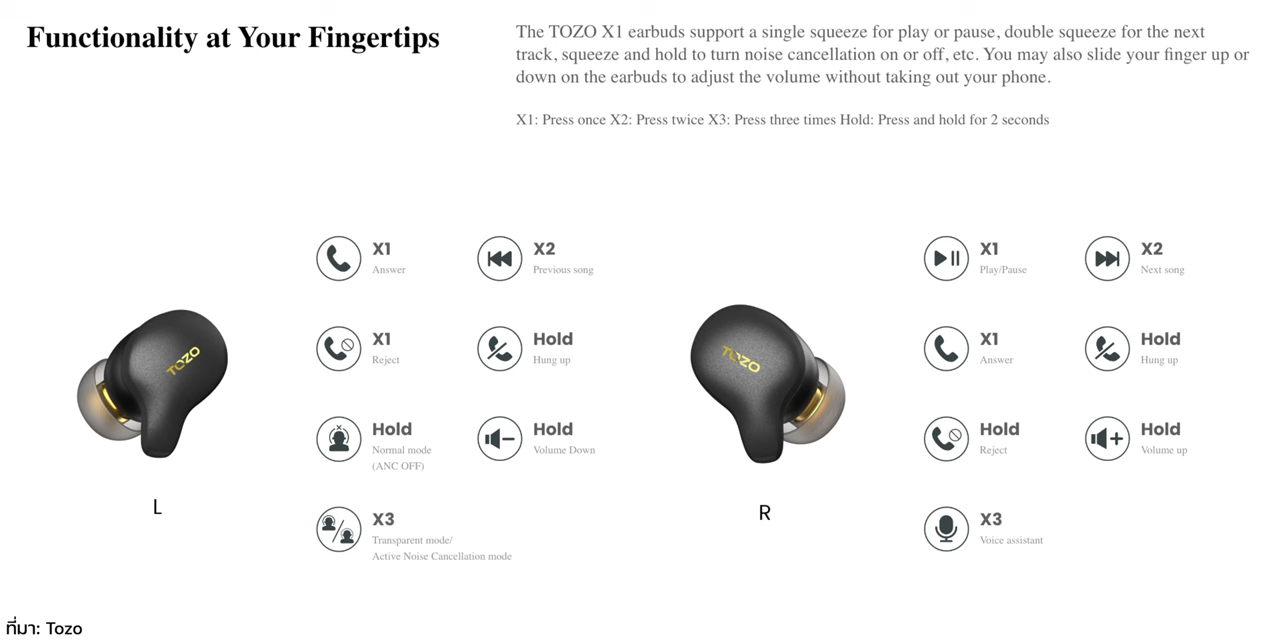 Functionality at Your Fingertips
The TOZO X1 earbuds support a single squeeze for play or pause, double squeeze for the next
track, squeeze and hold to turn noise cancellation on or off, etc. You may also slide your finger up or
down on the earbuds to adjust the volume without taking out your phone.
X1: Press once X2: Press twice X3: Press three times Hold: Press and hold for 2 seconds
TOZO
L
X1
Answer
X2
Previous song
X1
Reject
Hold
Hung up
Hold
Normal mode
(ANC OFF)
Hold
Volume Down
X3
Transparent mode/
Active Noise Cancellation mode
TOZO
R
X1
Play/Pause
X2
Next song
X1
Answer
Hold
Hung up
Hold
Reject
Hold
Volume up
X3
Voice assistant
ที่มา: Tozo